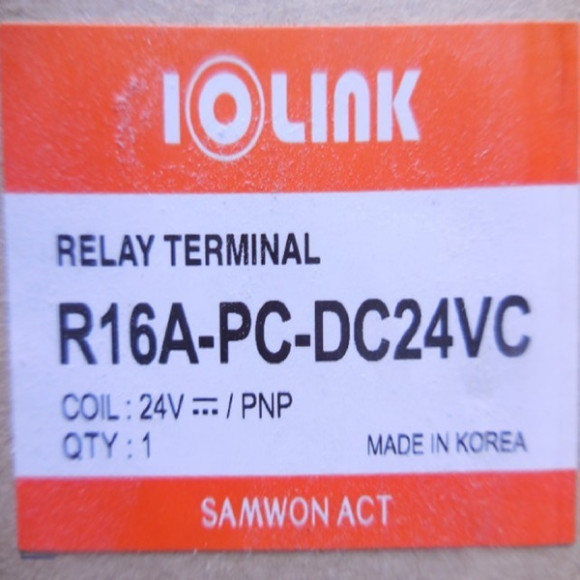 IOLINK
RELAY TERMINAL
R16A-PC-DC24VC
COIL : 24V ⎓ / PNP
QTY : 1
MADE IN KOREA
SAMWON ACT